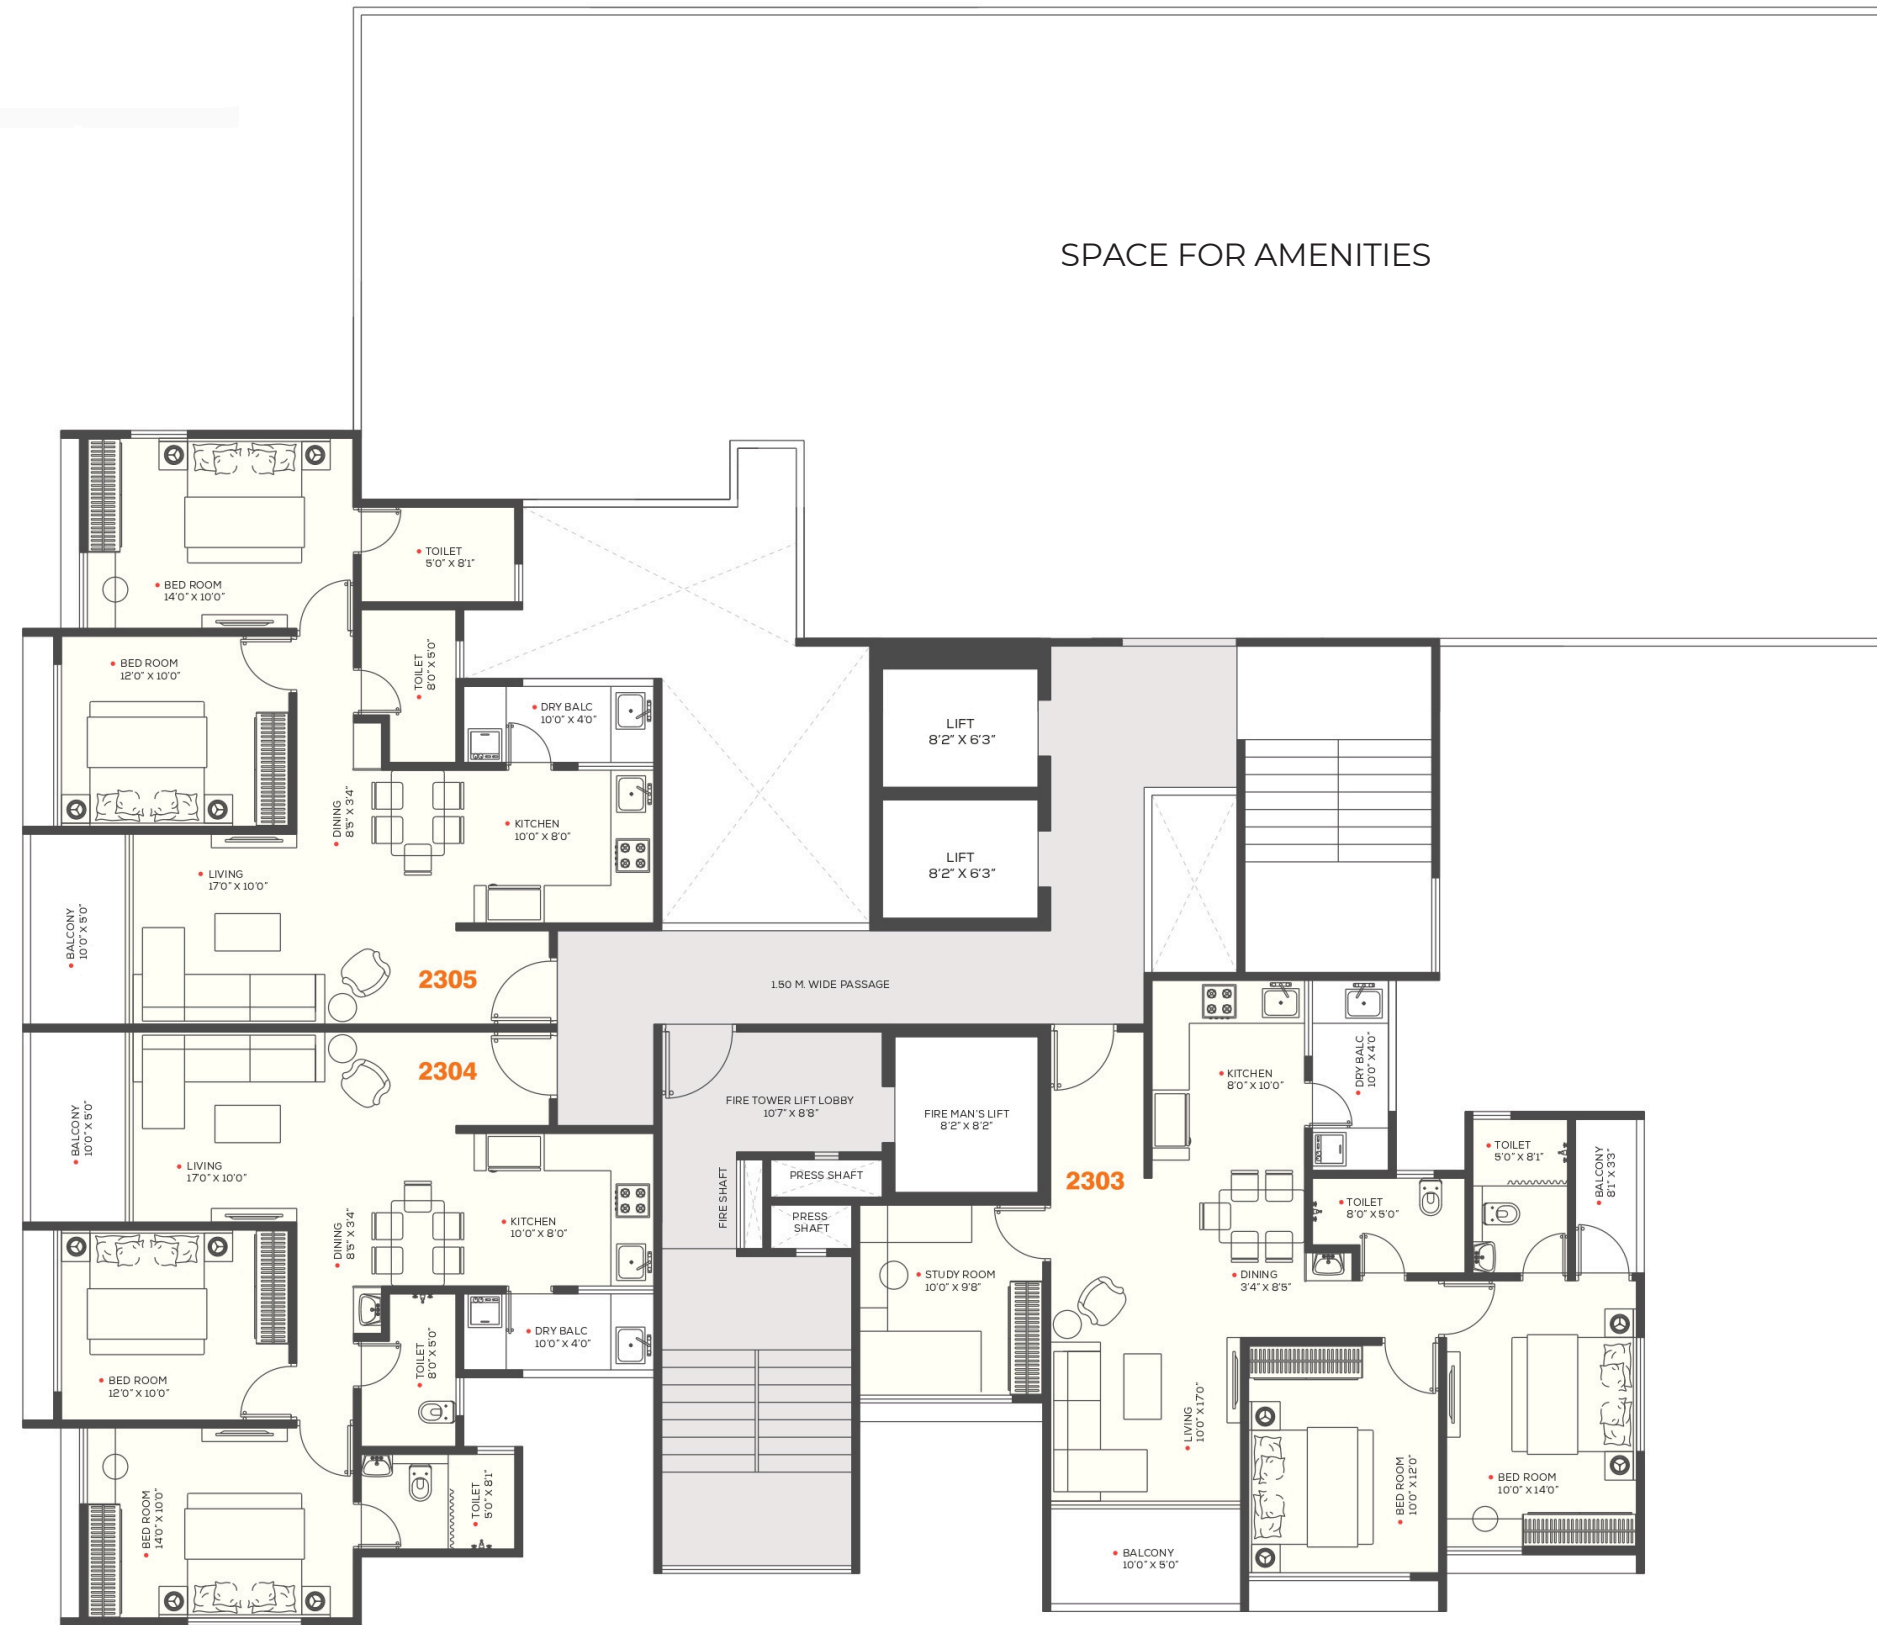 SPACE FOR AMENITIES
TOILET
5'0" X 8'1"
BED ROOM
14'0" X 10'0"
BED ROOM
12'0" X 10'0"
TOILET
8'0" X 5'0"
DRY BALC
10'0" X 4'0"
DINING
8'5" X 3'4"
KITCHEN
10'0" X 8'0"
LIVING
17'0" X 10'0"
BALCONY
10'0" X 5'0"
2305
LIFT
8'2" X 6'3"
LIFT
8'2" X 6'3"
1.50 M. WIDE PASSAGE
2304
BALCONY
10'0" X 5'0"
LIVING
17'0" X 10'0"
DINING
8'5" X 3'4"
KITCHEN
10'0" X 8'0"
DRY BALC
10'0" X 4'0"
TOILET
8'0" X 5'0"
BED ROOM
12'0" X 10'0"
BED ROOM
14'0" X 10'0"
TOILET
5'0" X 8'1"
FIRE TOWER LIFT LOBBY
10'7" X 8'8"
FIRE MAN'S LIFT
8'2" X 8'2"
FIRE SHAFT
PRESS SHAFT
PRESS
SHAFT
STUDY ROOM
10'0" X 9'8"
2303
KITCHEN
8'0" X 10'0"
DRY BALC
10'0" X 4'0"
TOILET
8'0" X 5'0"
TOILET
5'0" X 8'1"
BALCONY
8'1" X 3'3"
DINING
3'4" X 8'5"
LIVING
10'0" X 17'0"
BED ROOM
10'0" X 12'0"
BED ROOM
10'0" X 14'0"
BALCONY
10'0" X 5'0"